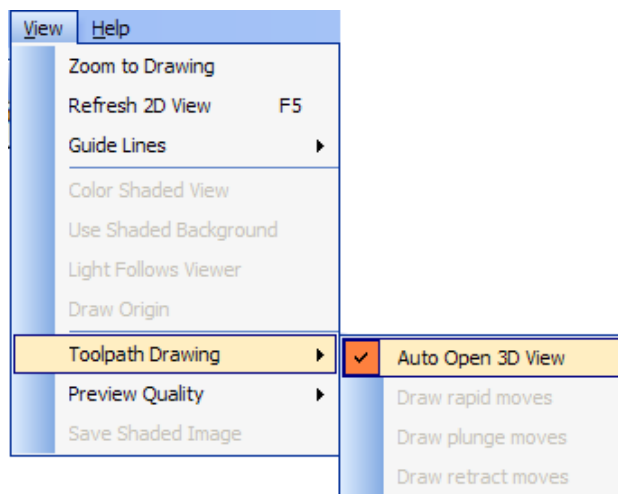 View Help
Zoom to Drawing
Refresh 2D View F5
Guide Lines
Color Shaded View
Use Shaded Background
Light Follows Viewer
Draw Origin
Toolpath Drawing
Auto Open 3D View
Preview Quality
Draw rapid moves
Save Shaded Image
Draw plunge moves
Draw retract moves